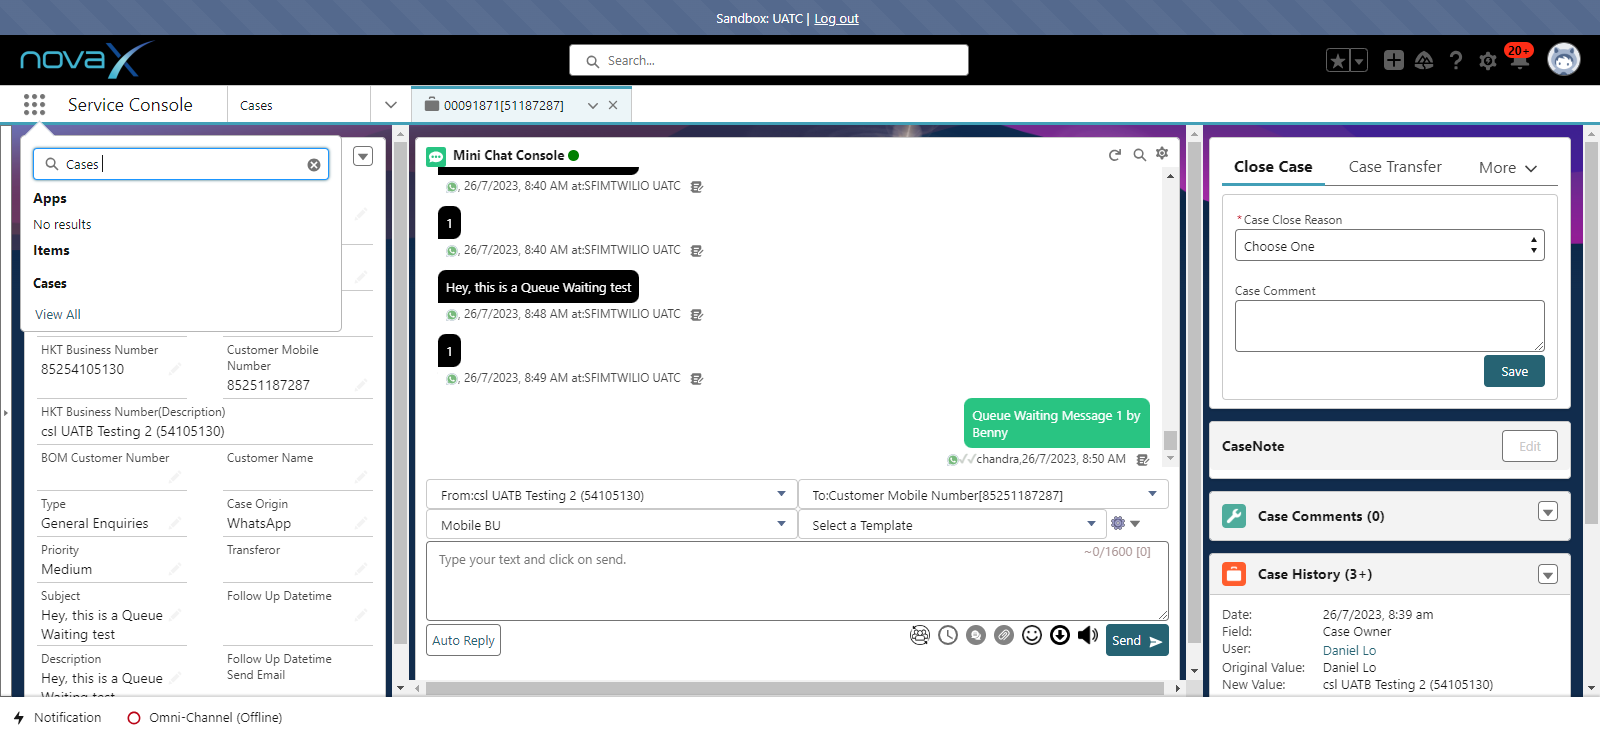 Sandbox: UATC | Log out
novaX
Search...
20+
Service Console
Cases
00091871[51187287]
Cases
Apps
No results
Items
Cases
View All
HKT Business Number
85254105130
Customer Mobile
Number
85251187287
HKT Business Number(Description)
csl UATB Testing 2 (54105130)
BOM Customer Number
Customer Name
Type
General Enquiries
Case Origin
WhatsApp
Priority
Medium
Transferor
Subject
Hey, this is a Queue
Waiting test
Follow Up Datetime
Description
Hey, this is a Queue
Waiting test
Follow Up Datetime
Send Email
Mini Chat Console
, 26/7/2023, 8:40 AM at:SFIMTWILIO UATC
1
, 26/7/2023, 8:40 AM at:SFIMTWILIO UATC
Hey, this is a Queue Waiting test
, 26/7/2023, 8:48 AM at:SFIMTWILIO UATC
1
, 26/7/2023, 8:49 AM at:SFIMTWILIO UATC
Queue Waiting Message 1 by
Benny
chandra,26/7/2023, 8:50 AM
From:csl UATB Testing 2 (54105130)
To:Customer Mobile Number[85251187287]
Mobile BU
Select a Template
Type your text and click on send.
~0/1600 [0]
Auto Reply
Send
Close Case
Case Transfer
More
*Case Close Reason
Choose One
Case Comment
Save
CaseNote
Edit
Case Comments (0)
Case History (3+)
Date: 26/7/2023, 8:39 am
Field: Case Owner
User: Daniel Lo
Original Value: Daniel Lo
New Value: csl UATB Testing 2 (54105130)
Notification
Omni-Channel (Offline)